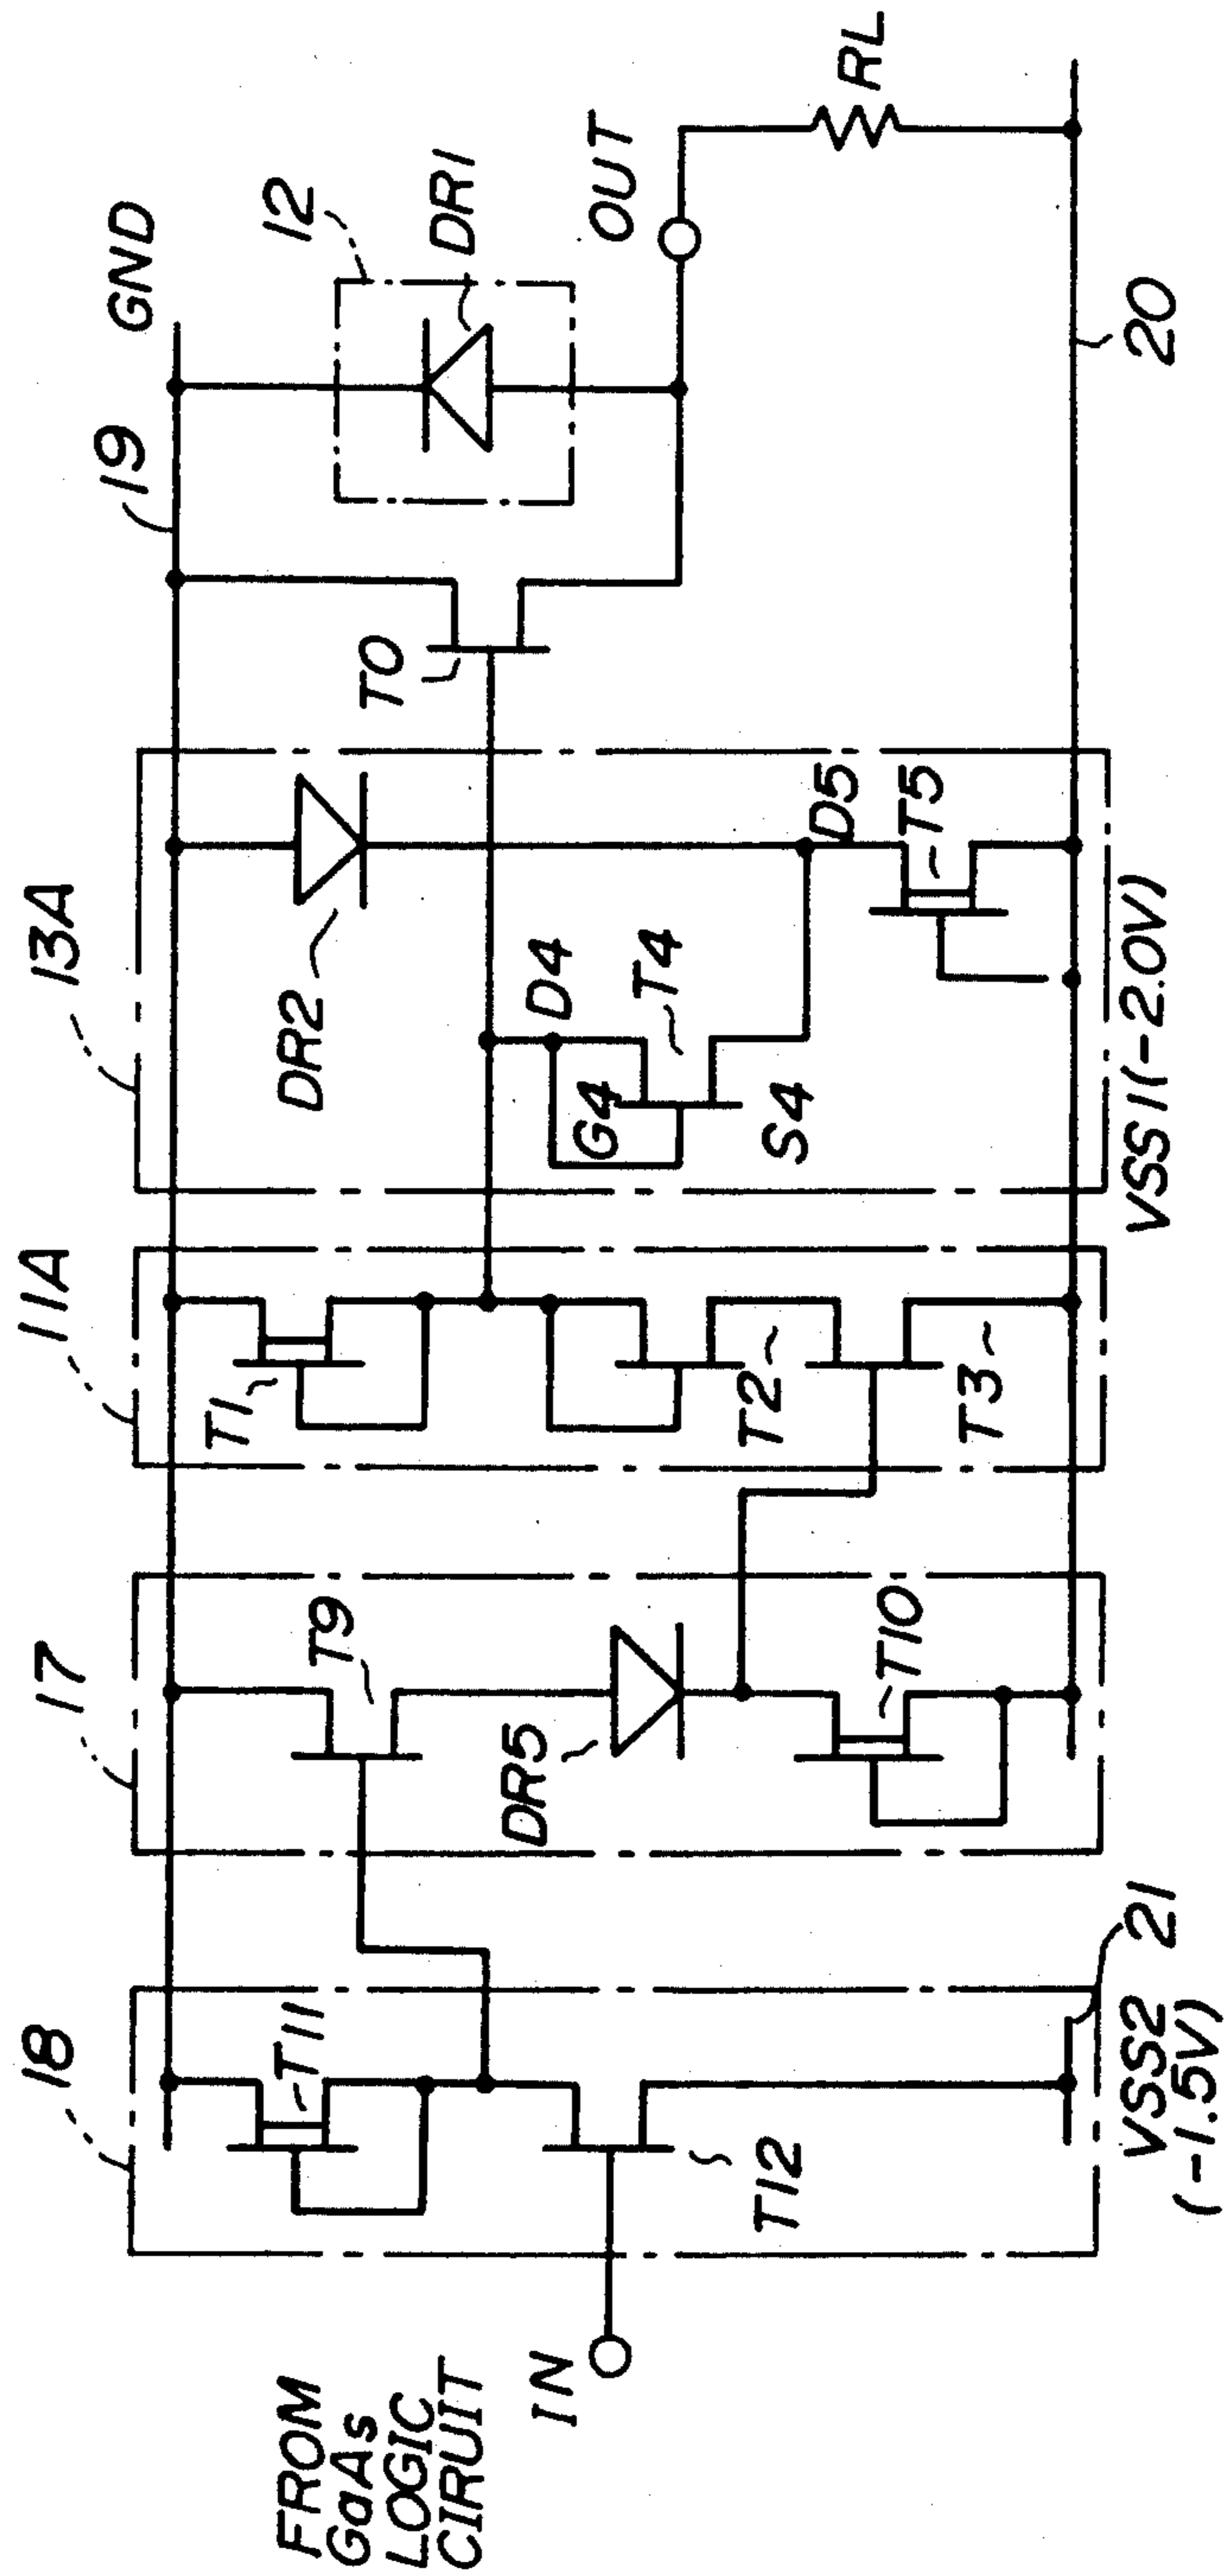 FROM
GaAs
LOGIC
CIRCUIT
IN
18
T11
T12
VSS2
(-1.5V)
21
17
T9
DR5
T10
11A
T1
T2
T3
13A
DR2
D4
G4
T4
S4
D5
T5
VSS1(-2.0V)
19
GND
T0
12
DR1
OUT
RL
20